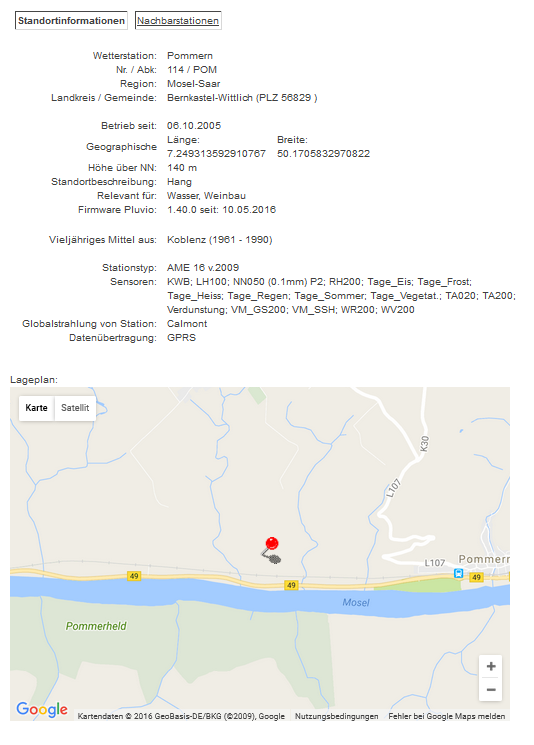 Standortinformationen Nachbarstationen
Wetterstation: Pommern
Nr. / Abk: 114 / POM
Region: Mosel-Saar
Landkreis / Gemeinde: Bernkastel-Wittlich (PLZ 56829 )
Betrieb seit: 06.10.2005
Geographische Länge: Breite:
7.249313592910767 50.1705832970822
Höhe über NN: 140 m
Standortbeschreibung: Hang
Relevant für: Wasser, Weinbau
Firmware Pluvio: 1.40.0 seit: 10.05.2016
Vieljähriges Mittel aus: Koblenz (1961 - 1990)
Stationstyp: AME 16 v.2009
Sensoren: KWB; LH100; NN050 (0.1mm) P2; RH200; Tage_Eis; Tage_Frost;
Tage_Heiss; Tage_Regen; Tage_Sommer; Tage_Vegetat.; TA020; TA200;
Verdunstung; VM_GS200; VM_SSH; WR200; WV200
Globalstrahlung von Station: Calmont
Datenübertragung: GPRS
Lageplan:
Karte Satellit
K30
L107
L107 Pommern
49 49 49
Mosel
Pommerheld
+
−
Google Kartendaten © 2016 GeoBasis-DE/BKG (©2009), Google Nutzungsbedingungen Fehler bei Google Maps melden